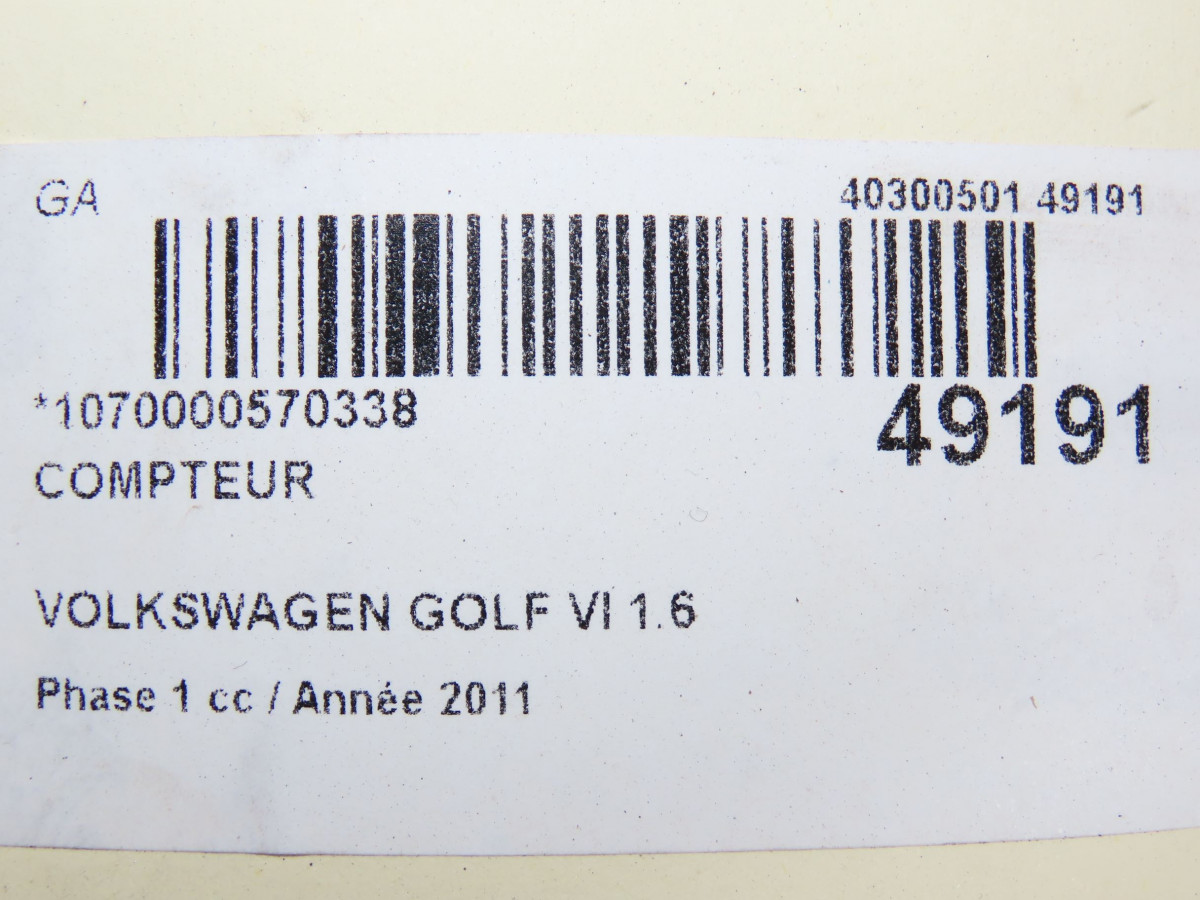 GA 40300501 49191
*1070000570338
49191
COMPTEUR
VOLKSWAGEN GOLF VI 1.6
Phase 1 cc / Année 2011